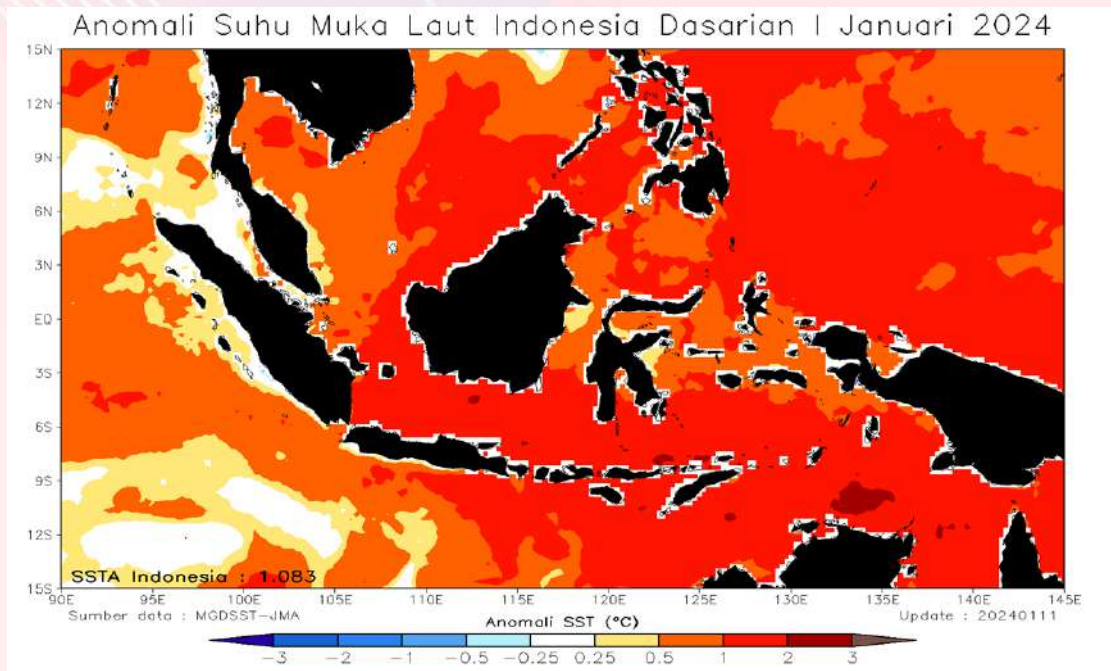 Anomali Suhu Muka Laut Indonesia Dasarian I Januari 2024
15N
12N
9N
6N
3N
EQ
3S
6S
9S
12S
15S
SSTA Indonesia : 1.083
90E 95E 100E 105E 110E 115E 120E 125E 130E 135E 140E 145E
Sumber data : MGDSST-JMA
Anomali SST (°C)
Update : 20240111
-3 -2 -1 -0.5 -0.25 0.25 0.5 1 2 3